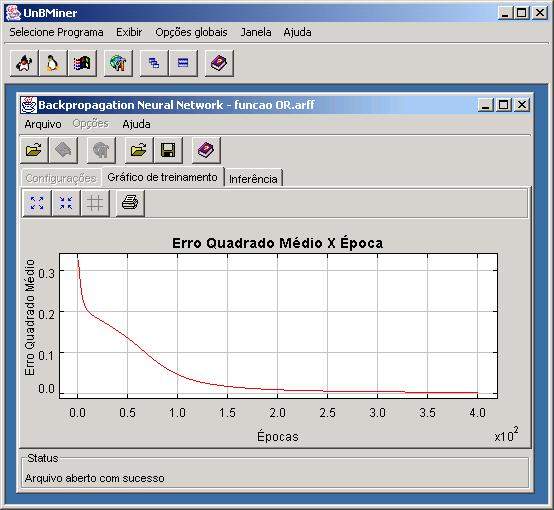 UnBMiner
Selecione Programa Exibir Opções globais Janela Ajuda
Backpropagation Neural Network - funcao OR.arff
Arquivo Opções Ajuda
Configurações Gráfico de treinamento Inferência
Erro Quadrado Médio X Época
Erro Quadrado Médio
0.3
0.2
0.1
0.0
0.0 0.5 1.0 1.5 2.0 2.5 3.0 3.5 4.0
Épocas
x10²
Status
Arquivo aberto com sucesso